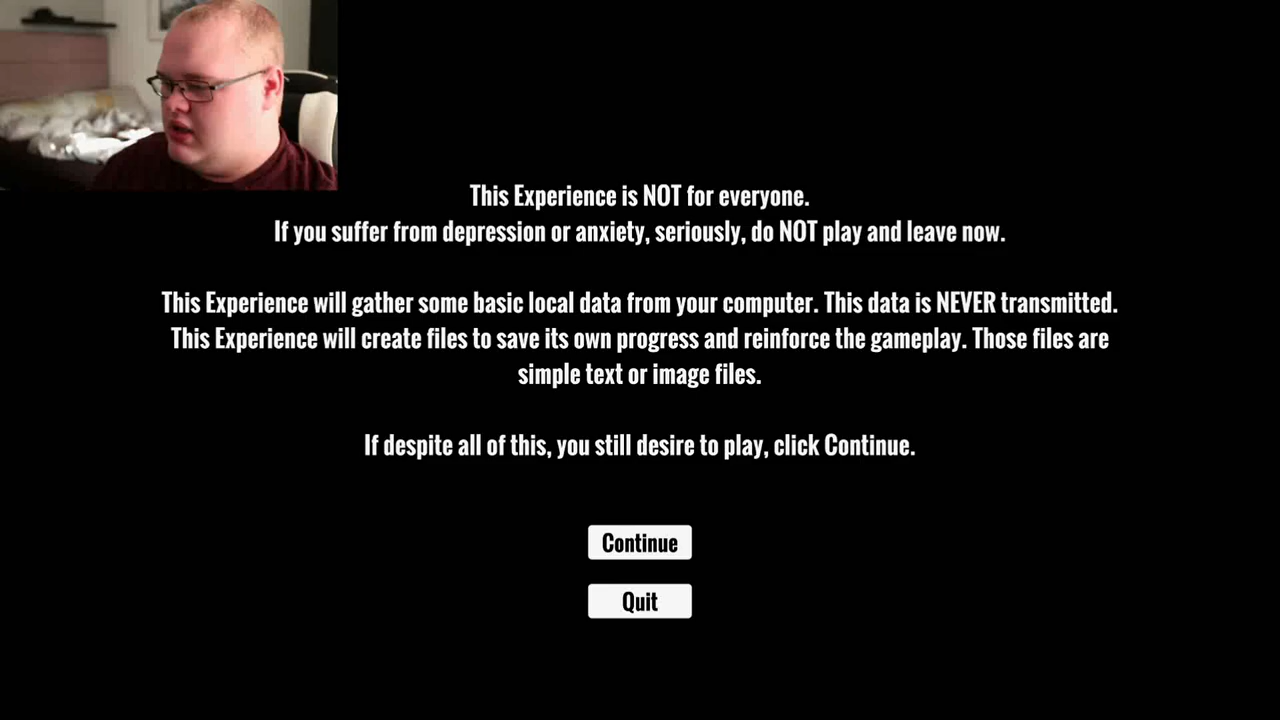 This Experience is NOT for everyone.
If you suffer from depression or anxiety, seriously, do NOT play and leave now.
This Experience will gather some basic local data from your computer. This data is NEVER transmitted.
This Experience will create files to save its own progress and reinforce the gameplay. Those files are
simple text or image files.
If despite all of this, you still desire to play, click Continue.
Continue
Quit